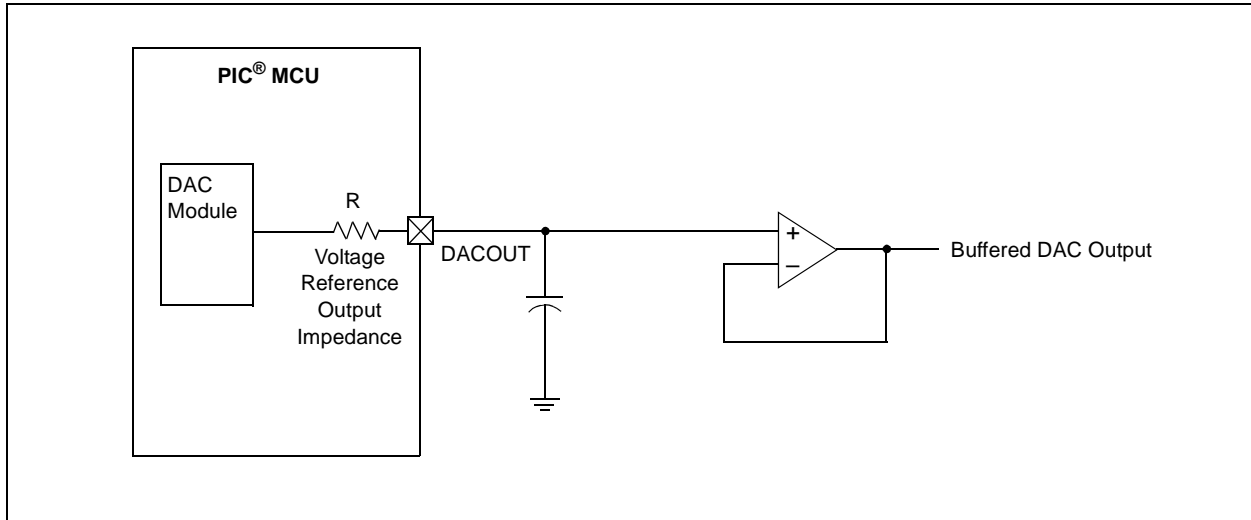 PIC® MCU
DAC
Module
R
Voltage
Reference
Output
Impedance
DACOUT
+
–
Buffered DAC Output